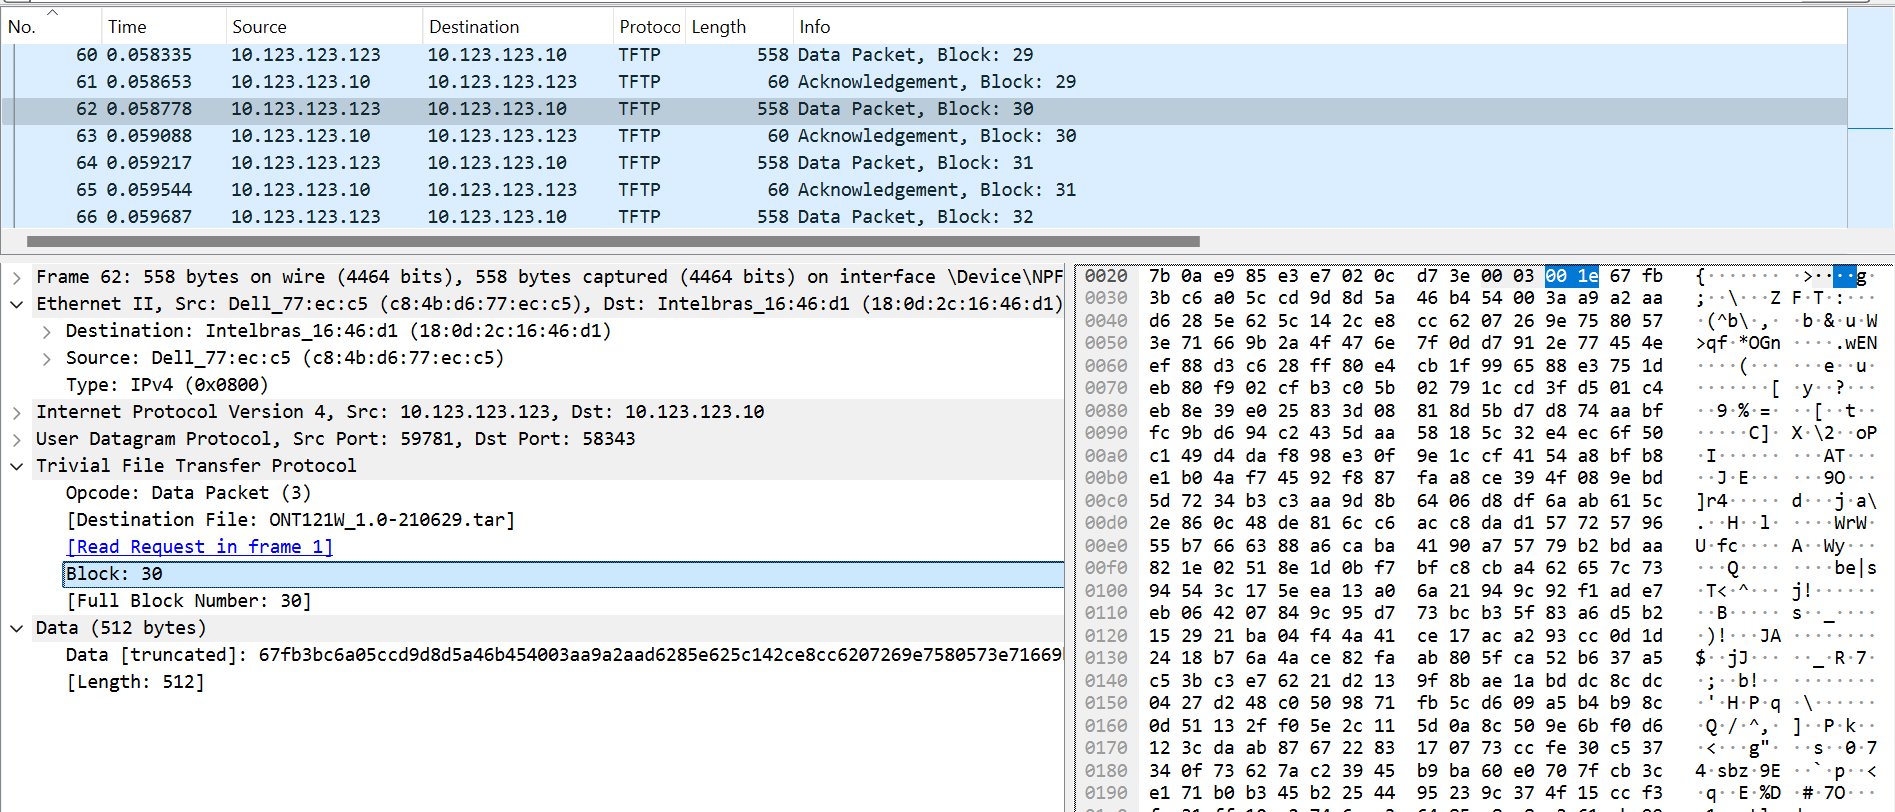 No. Time Source Destination Protocc Length Info
60 0.058335 10.123.123.123 10.123.123.10 TFTP 558 Data Packet, Block: 29
61 0.058653 10.123.123.10 10.123.123.123 TFTP 60 Acknowledgement, Block: 29
62 0.058778 10.123.123.123 10.123.123.10 TFTP 558 Data Packet, Block: 30
63 0.059088 10.123.123.10 10.123.123.123 TFTP 60 Acknowledgement, Block: 30
64 0.059217 10.123.123.123 10.123.123.10 TFTP 558 Data Packet, Block: 31
65 0.059544 10.123.123.10 10.123.123.123 TFTP 60 Acknowledgement, Block: 31
66 0.059687 10.123.123.123 10.123.123.10 TFTP 558 Data Packet, Block: 32
Frame 62: 558 bytes on wire (4464 bits), 558 bytes captured (4464 bits) on interface \Device\NPF
Ethernet II, Src: Dell_77:ec:c5 (c8:4b:d6:77:ec:c5), Dst: Intelbras_16:46:d1 (18:0d:2c:16:46:d1)
Destination: Intelbras_16:46:d1 (18:0d:2c:16:46:d1)
Source: Dell_77:ec:c5 (c8:4b:d6:77:ec:c5)
Type: IPv4 (0x0800)
Internet Protocol Version 4, Src: 10.123.123.123, Dst: 10.123.123.10
User Datagram Protocol, Src Port: 59781, Dst Port: 58343
Trivial File Transfer Protocol
Opcode: Data Packet (3)
[Destination File: ONT121W_1.0-210629.tar]
[Read Request in frame 1]
Block: 30
[Full Block Number: 30]
Data (512 bytes)
Data [truncated]: 67fb3bc6a05ccd9d8d5a46b454003aa9a2aad6285e625c142ce8cc6207269e7580573e71669
[Length: 512]
0020 7b 0a e9 85 e3 e7 02 0c d7 3e 00 03 00 1e 67 fb {······· ·>····g·
0030 3b c6 a0 5c cd 9d 8d 5a 46 b4 54 00 3a a9 a2 aa ;··\···Z F·T·:···
0040 d6 28 5e 62 5c 14 2c e8 cc 62 07 26 9e 75 80 57 ·(^b\·,· ·b·&·u·W
0050 3e 71 66 9b 2a 4f 47 6e 7f 0d d7 91 2e 77 45 4e >qf·*OGn ····.wEN
0060 ef 88 d3 c6 28 ff 80 e4 cb 1f 99 65 88 e3 75 1d ····(··· ···e··u·
0070 eb 80 f9 02 cf b3 c0 5b 02 79 1c cd 3f d5 01 c4 ·······[ ·y··?···
0080 eb 8e 39 e0 25 83 3d 08 81 8d 5b d7 d8 74 aa bf ··9·%·=· ··[··t··
0090 fc 9b d6 94 c2 43 5d aa 58 18 5c 32 e4 ec 6f 50 ·····C]· X·\2··oP
00a0 c1 49 d4 da f8 98 e3 0f 9e 1c cf 41 54 a8 bf b8 ·I······ ···AT···
00b0 e1 b0 4a f7 45 92 f8 87 fa a8 ce 39 4f 08 9e bd ··J·E··· ···9O···
00c0 5d 72 34 b3 c3 aa 9d 8b 64 06 d8 df 6a ab 61 5c ]r4····· d···j·a\
00d0 2e 86 0c 48 de 81 6c c6 ac c8 da d1 57 72 57 96 .··H··l· ····WrW·
00e0 55 b7 66 63 88 a6 ca ba 41 90 a7 57 79 b2 bd aa U·fc···· A··Wy···
00f0 82 1e 02 51 8e 1d 0b f7 bf c8 cb a4 62 65 7c 73 ···Q···· ····be|s
0100 94 54 3c 17 5e ea 13 a0 6a 21 94 9c 92 f1 ad e7 ·T<·^··· j!······
0110 eb 06 42 07 84 9c 95 d7 73 bc b3 5f 83 a6 d5 b2 ··B····· s··_····
0120 15 29 21 ba 04 f4 4a 41 ce 17 ac a2 93 cc 0d 1d ·)!···JA ········
0130 24 18 b7 6a 4a ce 82 fa ab 80 5f ca 52 b6 37 a5 $··jJ··· ··_·R·7·
0140 c5 3b c3 e7 62 21 d2 13 9f 8b ae 1a bd dc 8c dc ·;··b!·· ········
0150 04 27 d2 48 c0 50 98 71 fb 5c d6 09 a5 b4 b9 8c ·'·H·P·q ·\······
0160 0d 51 13 2f f0 5e 2c 11 5d 0a 8c 50 9e 6b f0 d6 ·Q·/·^,· ]··P·k··
0170 12 3c da ab 87 67 22 83 17 07 73 cc fe 30 c5 37 ·<···g"· ··s··0·7
0180 34 0f 73 62 7a c2 39 45 b9 ba 60 e0 70 7f cb 3c 4·sbz·9E ··`·p··<
0190 e1 71 b0 b3 45 b2 25 44 95 23 9c 37 4f 15 cc f3 ·q··E·%D ·#·7O···